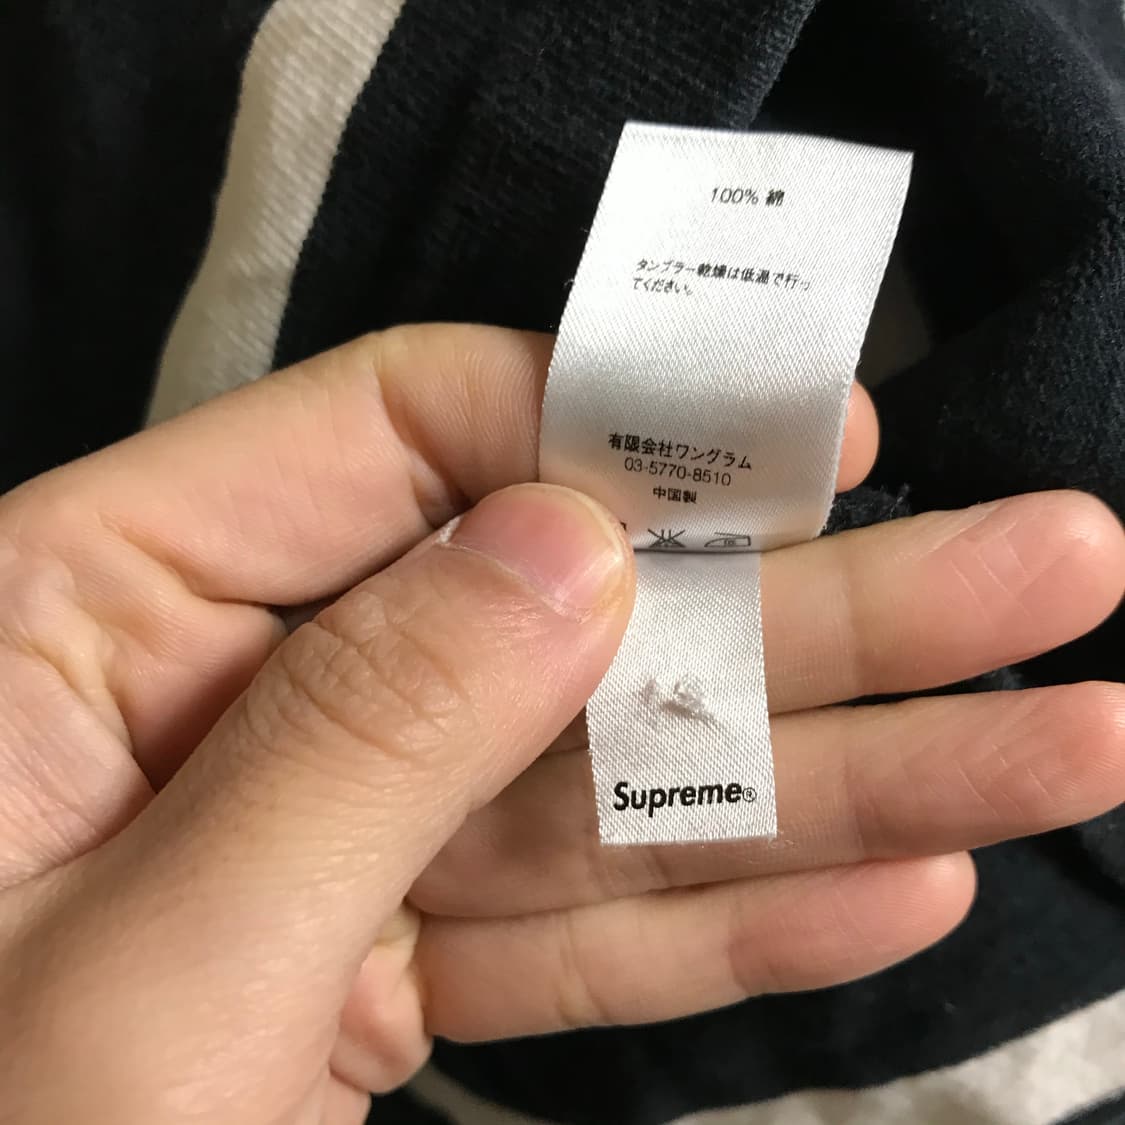 100% 綿
タンブラー乾燥は低温で行っ
てください。
有限会社ワングラム
03-5770-8510
中国製
Supreme®